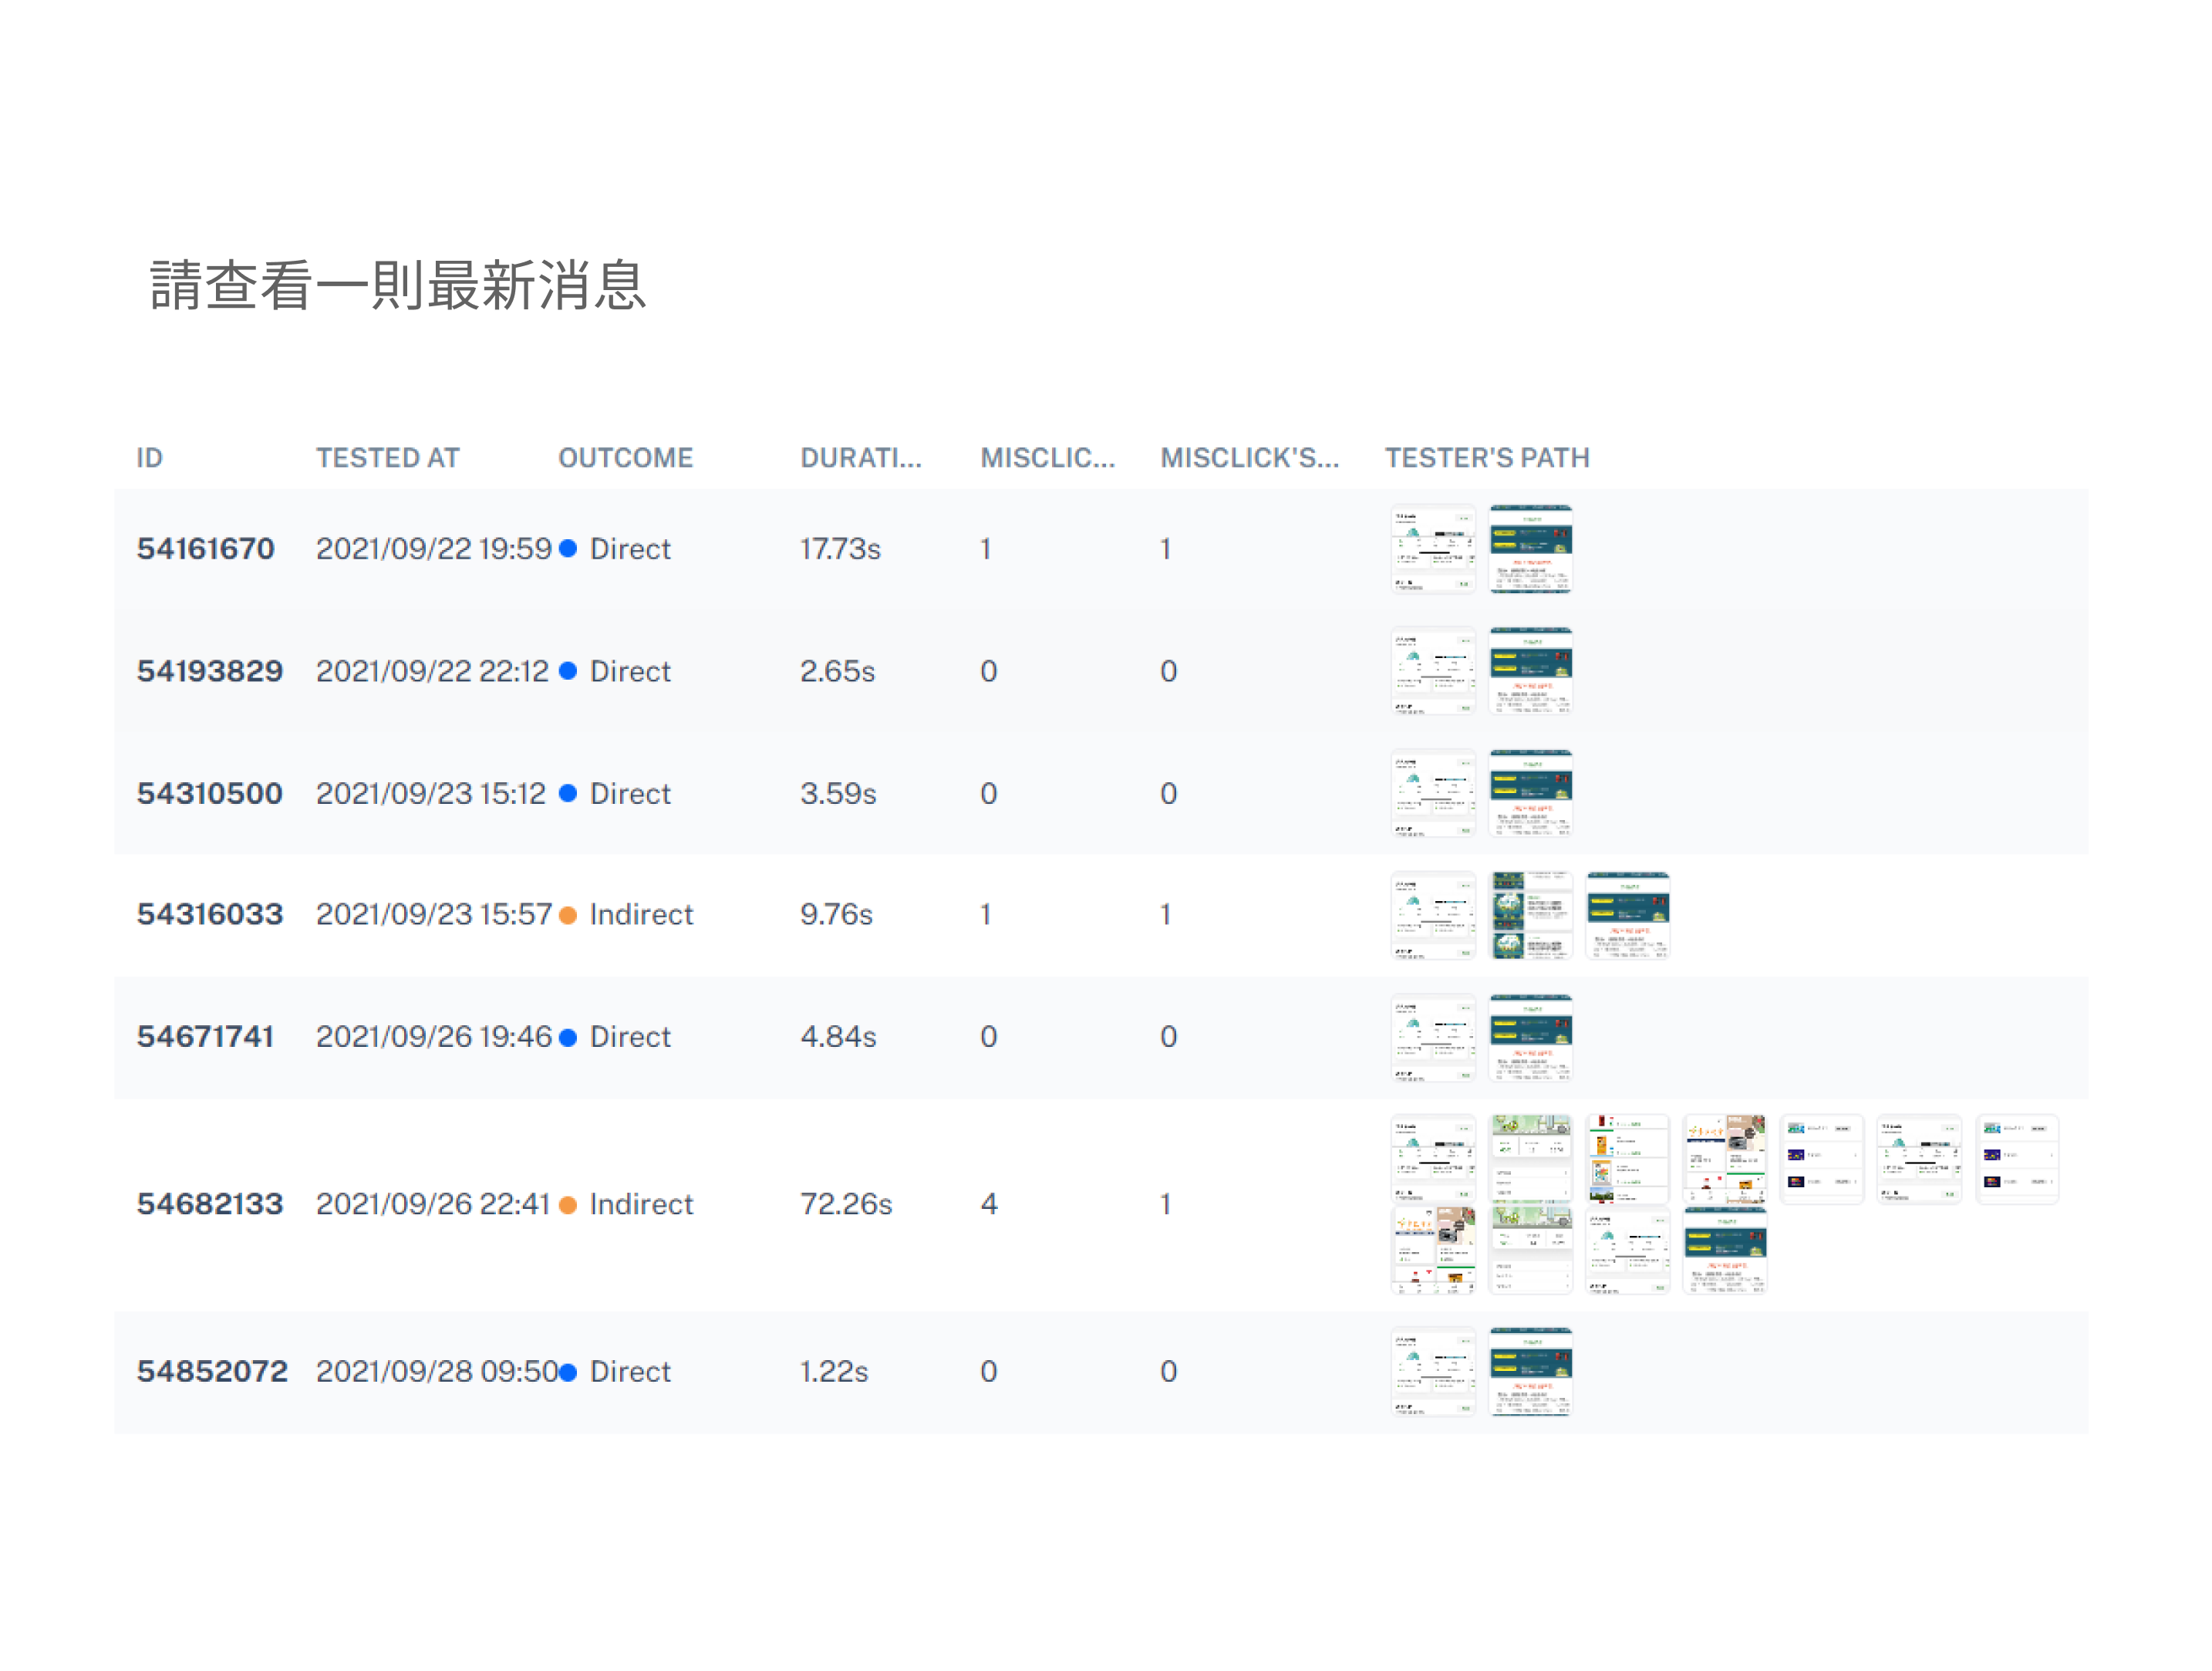 請查看一則最新消息
ID TESTED AT OUTCOME DURATI... MISCLIC... MISCLICK'S... TESTER'S PATH
54161670 2021/09/22 19:59 Direct 17.73s 1 1
54193829 2021/09/22 22:12 Direct 2.65s 0 0
54310500 2021/09/23 15:12 Direct 3.59s 0 0
54316033 2021/09/23 15:57 Indirect 9.76s 1 1
54671741 2021/09/26 19:46 Direct 4.84s 0 0
54682133 2021/09/26 22:41 Indirect 72.26s 4 1
54852072 2021/09/28 09:50 Direct 1.22s 0 0